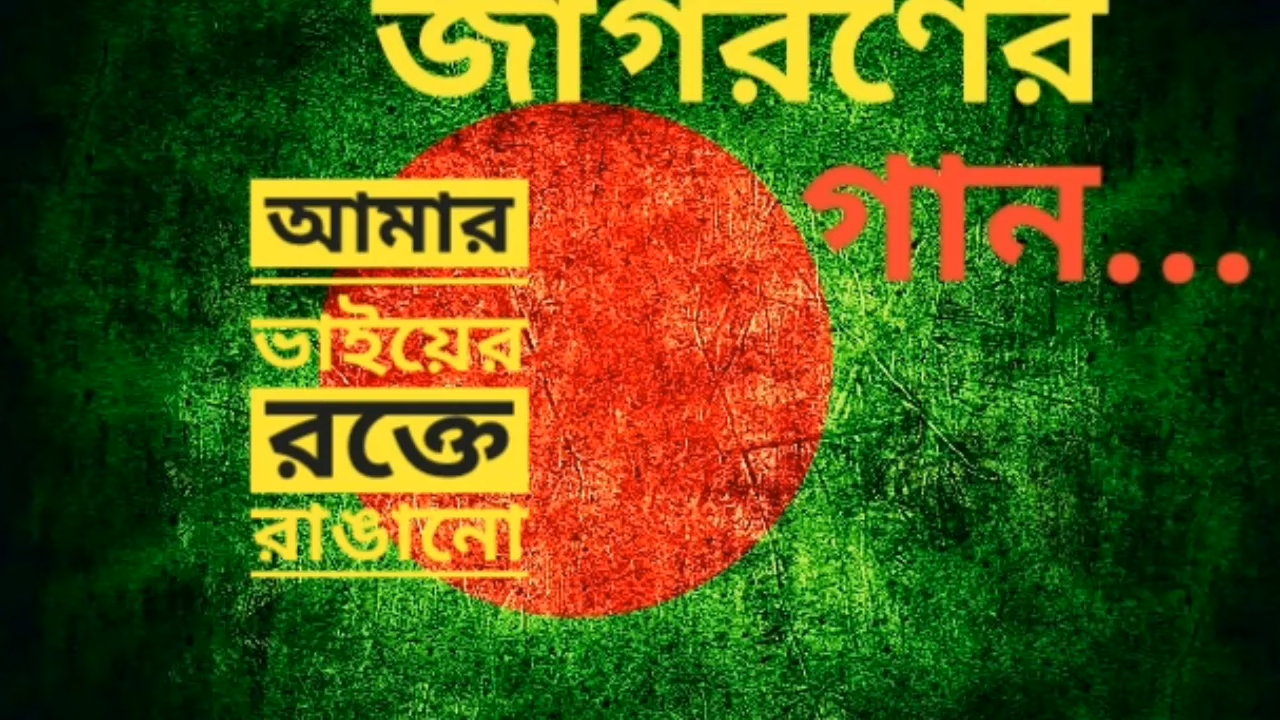 জাগরণের
গান...
আমার
ভাইয়ের
রক্তে
রাঙানো